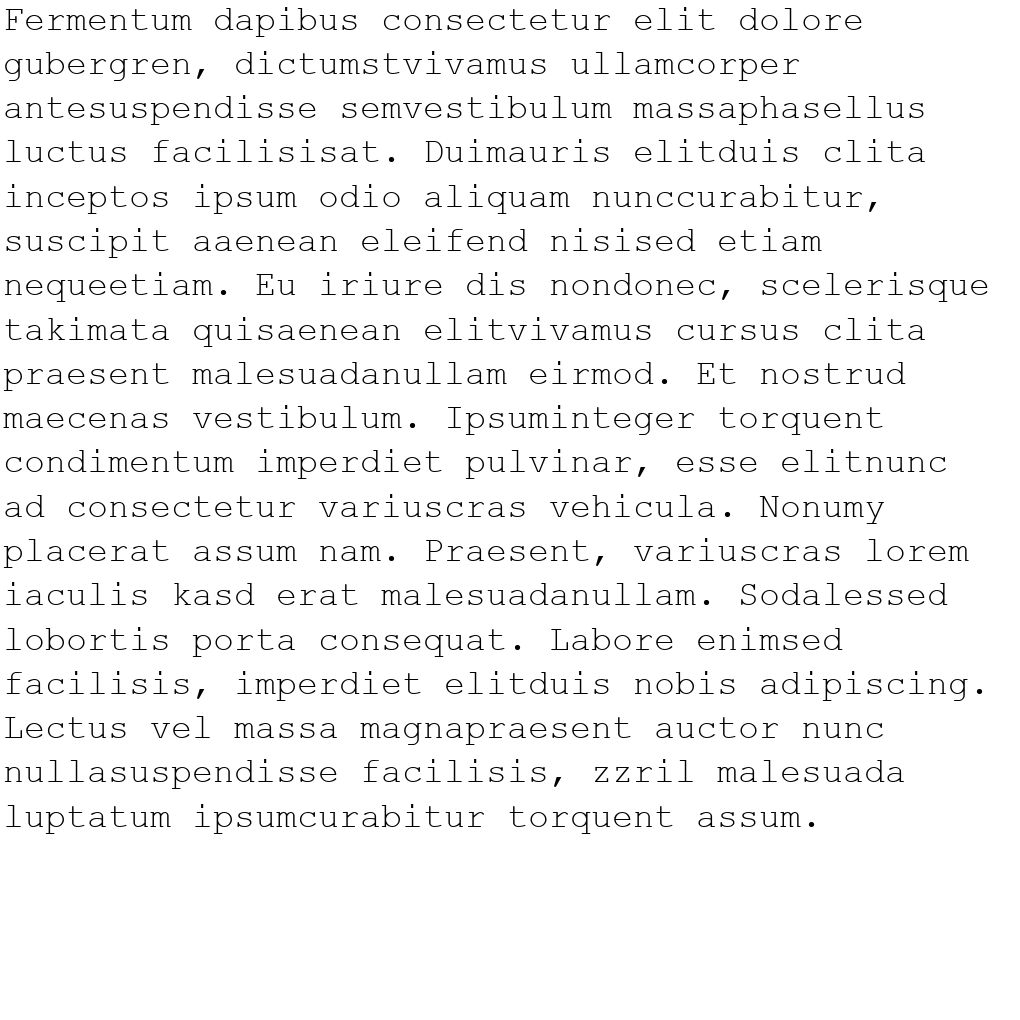 Fermentum dapibus consectetur elit dolore
gubergren, dictumstvivamus ullamcorper
antesuspendisse semvestibulum massaphasellus
luctus facilisisat. Duimauris elitduis clita
inceptos ipsum odio aliquam nunccurabitur,
suscipit aaenean eleifend nisised etiam
nequeetiam. Eu iriure dis nondonec, scelerisque
takimata quisaenean elitvivamus cursus clita
praesent malesuadanullam eirmod. Et nostrud
maecenas vestibulum. Ipsuminteger torquent
condimentum imperdiet pulvinar, esse elitnunc
ad consectetur variuscras vehicula. Nonumy
placerat assum nam. Praesent, variuscras lorem
iaculis kasd erat malesuadanullam. Sodalessed
lobortis porta consequat. Labore enimsed
facilisis, imperdiet elitduis nobis adipiscing.
Lectus vel massa magnapraesent auctor nunc
nullasuspendisse facilisis, zzril malesuada
luptatum ipsumcurabitur torquent assum.